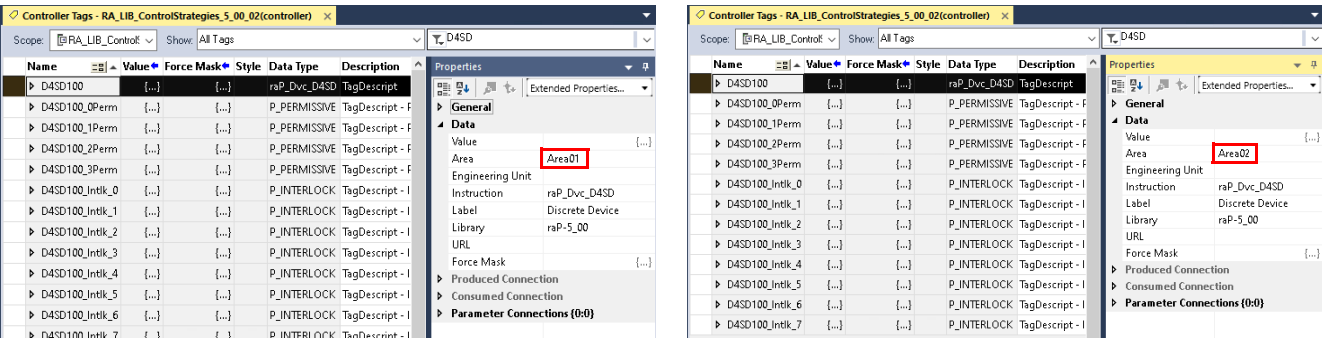 Controller Tags - RA_LIB_ControlStrategies_5_00_02(controller) ×
Scope: RA_LIB_Control: Show: All Tags D4SD
Name Value Force Mask Style Data Type Description
D4SD100 {...} {...} raP_Dvc_D4SD TagDescript
D4SD100_0Perm {...} {...} P_PERMISSIVE TagDescript - P
D4SD100_1Perm {...} {...} P_PERMISSIVE TagDescript - P
D4SD100_2Perm {...} {...} P_PERMISSIVE TagDescript - P
D4SD100_3Perm {...} {...} P_PERMISSIVE TagDescript - P
D4SD100_Intlk_0 {...} {...} P_INTERLOCK TagDescript - I
D4SD100_Intlk_1 {...} {...} P_INTERLOCK TagDescript - I
D4SD100_Intlk_2 {...} {...} P_INTERLOCK TagDescript - I
D4SD100_Intlk_3 {...} {...} P_INTERLOCK TagDescript - I
D4SD100_Intlk_4 {...} {...} P_INTERLOCK TagDescript - I
D4SD100_Intlk_5 {...} {...} P_INTERLOCK TagDescript - I
D4SD100_Intlk_6 {...} {...} P_INTERLOCK TagDescript - I
D4SD100_Intlk_7 {...} {...} P_INTERLOCK TagDescript - I
Properties
Extended Properties...
General
Data
Value {...}
Area Area01
Engineering Unit
Instruction raP_Dvc_D4SD
Label Discrete Device
Library raP-5_00
URL
Force Mask {...}
Produced Connection
Consumed Connection
Parameter Connections {0:0}
Controller Tags - RA_LIB_ControlStrategies_5_00_02(controller) ×
Scope: RA_LIB_Control: Show: All Tags D4SD
Name Value Force Mask Style Data Type Description
D4SD100 {...} {...} raP_Dvc_D4SD TagDescript
D4SD100_0Perm {...} {...} P_PERMISSIVE TagDescript - P
D4SD100_1Perm {...} {...} P_PERMISSIVE TagDescript - P
D4SD100_2Perm {...} {...} P_PERMISSIVE TagDescript - P
D4SD100_3Perm {...} {...} P_PERMISSIVE TagDescript - P
D4SD100_Intlk_0 {...} {...} P_INTERLOCK TagDescript - I
D4SD100_Intlk_1 {...} {...} P_INTERLOCK TagDescript - I
D4SD100_Intlk_2 {...} {...} P_INTERLOCK TagDescript - I
D4SD100_Intlk_3 {...} {...} P_INTERLOCK TagDescript - I
D4SD100_Intlk_4 {...} {...} P_INTERLOCK TagDescript - I
D4SD100_Intlk_5 {...} {...} P_INTERLOCK TagDescript - I
D4SD100_Intlk_6 {...} {...} P_INTERLOCK TagDescript - I
D4SD100_Intlk_7 {...} {...} P_INTERLOCK TagDescript - I
Properties
Extended Properties...
General
Data
Value {...}
Area Area02
Engineering Unit
Instruction raP_Dvc_D4SD
Label Discrete Device
Library raP-5_00
URL
Force Mask {...}
Produced Connection
Consumed Connection
Parameter Connections {0:0}